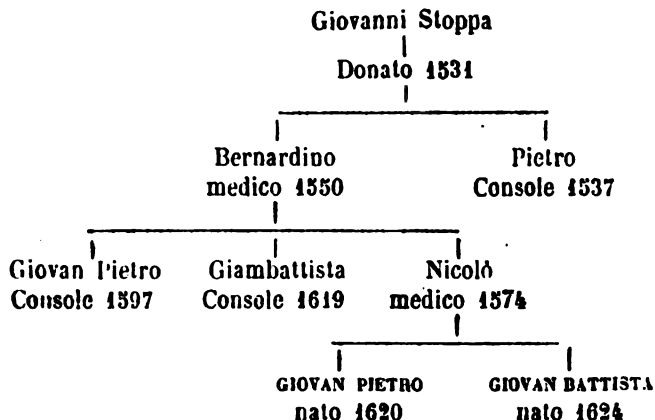 Giovanni Stoppa
Donato 1531
Bernardino
medico 1550
Pietro
Console 1537
Giovan Pietro
Console 1597
Giambattista
Console 1619
Nicolò
medico 1574
GIOVAN PIETRO
nato 1620
GIOVAN BATTISTA
nato 1624